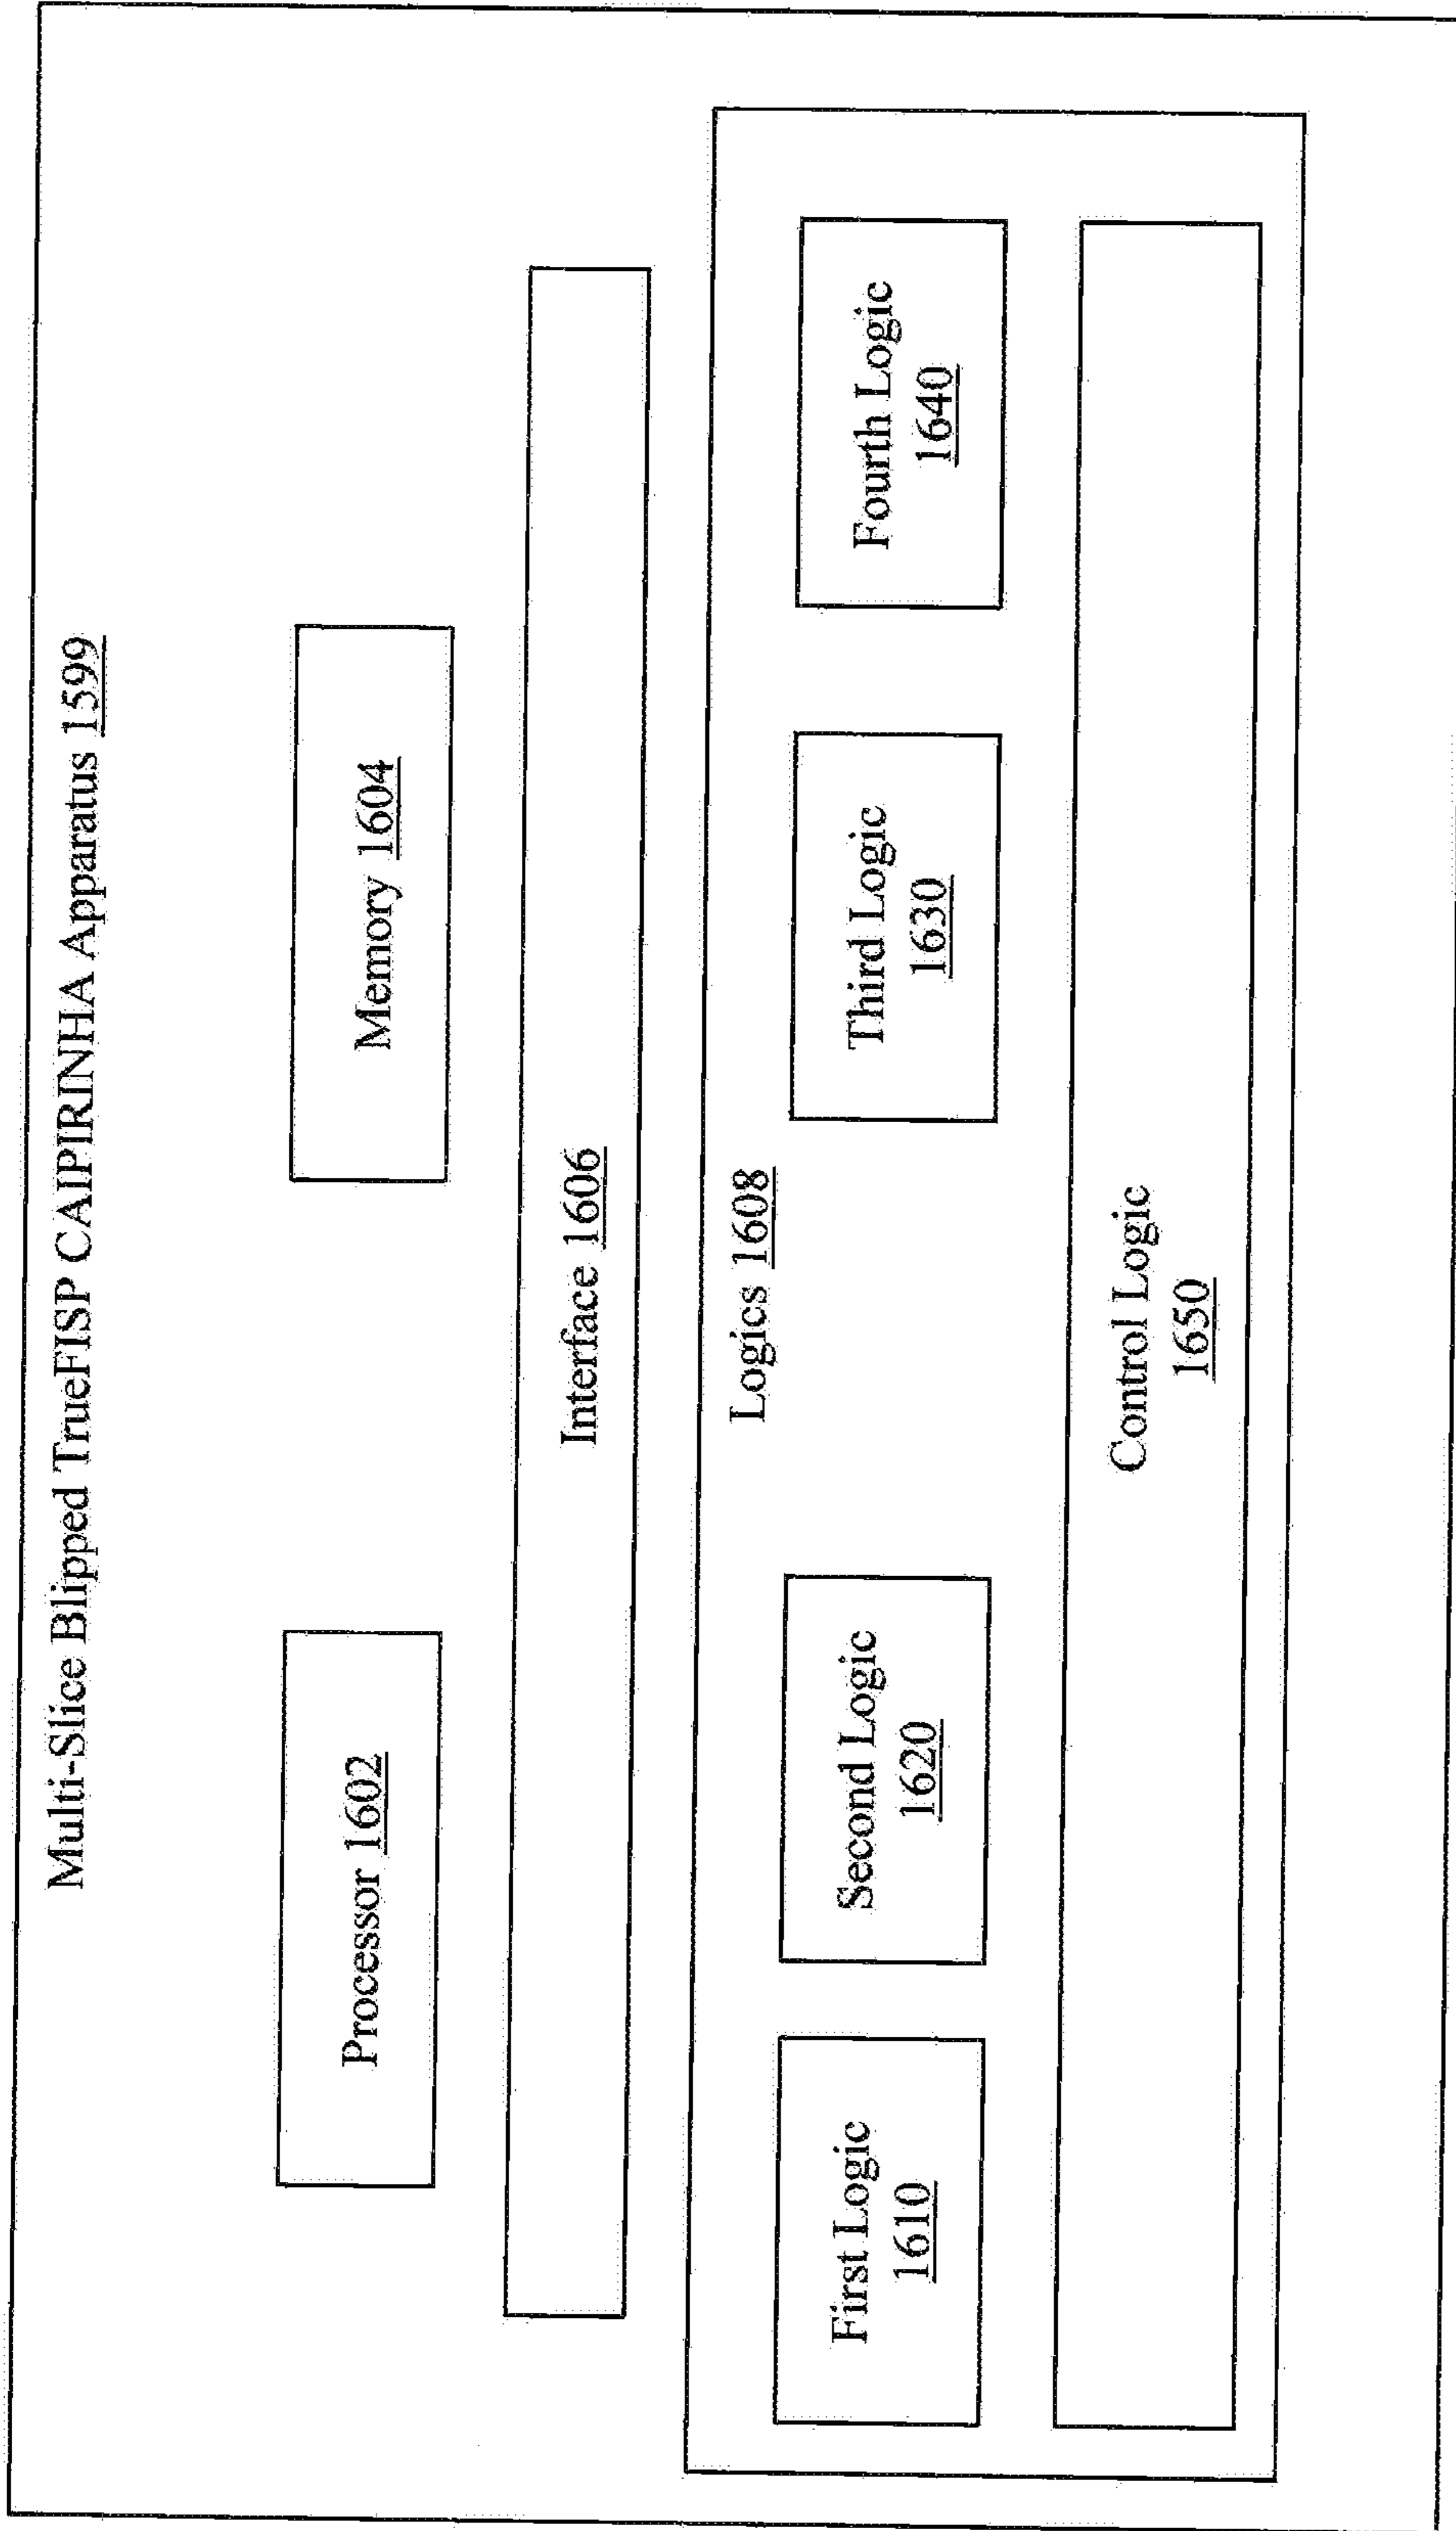 Multi-Slice Blipped TrueFISP CAIPIRINHA Apparatus 1599
Processor 1602
Memory 1604
Interface 1606
Logics 1608
First Logic
1610
Second Logic
1620
Third Logic
1630
Fourth Logic
1640
Control Logic
1650